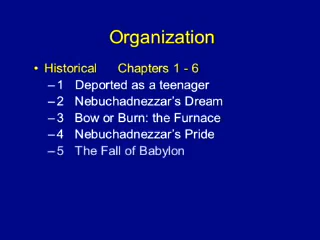 Organization
• Historical Chapters 1 - 6
– 1 Deported as a teenager
– 2 Nebuchadnezzar's Dream
– 3 Bow or Burn: the Furnace
– 4 Nebuchadnezzar's Pride
– 5 The Fall of Babylon